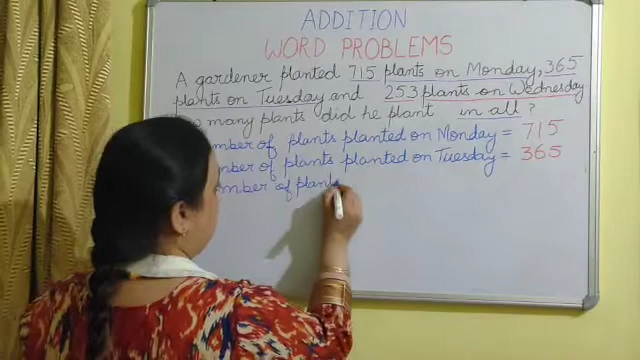 ADDITION
WORD PROBLEMS
A gardener planted 715 plants on Monday, 365
plants on Tuesday and 253 plants on Wednesday
many plants did he plant in all ?
mber of plants planted on Monday = 715
mber of plants planted on Tuesday = 365
mber of plants